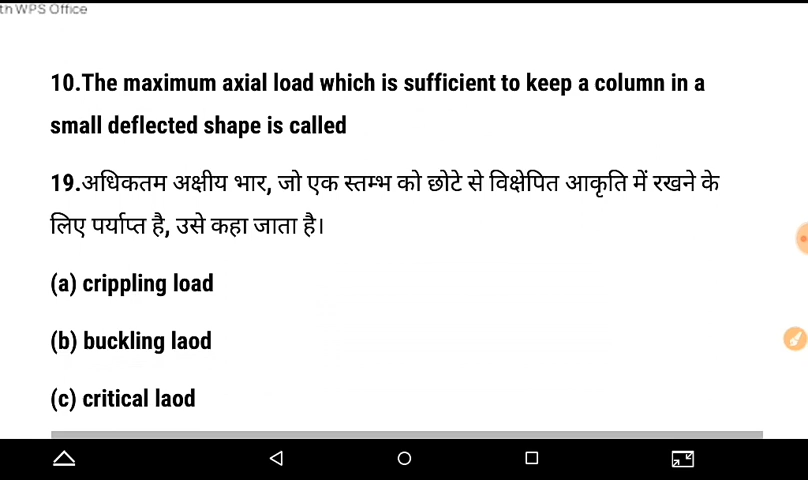 th WPS Office
10.The maximum axial load which is sufficient to keep a column in a
small deflected shape is called
19.अधिकतम अक्षीय भार, जो एक स्तम्भ को छोटे से विक्षेपित आकृति में रखने के
लिए पर्याप्त है, उसे कहा जाता है।
(a) crippling load
(b) buckling laod
(c) critical laod